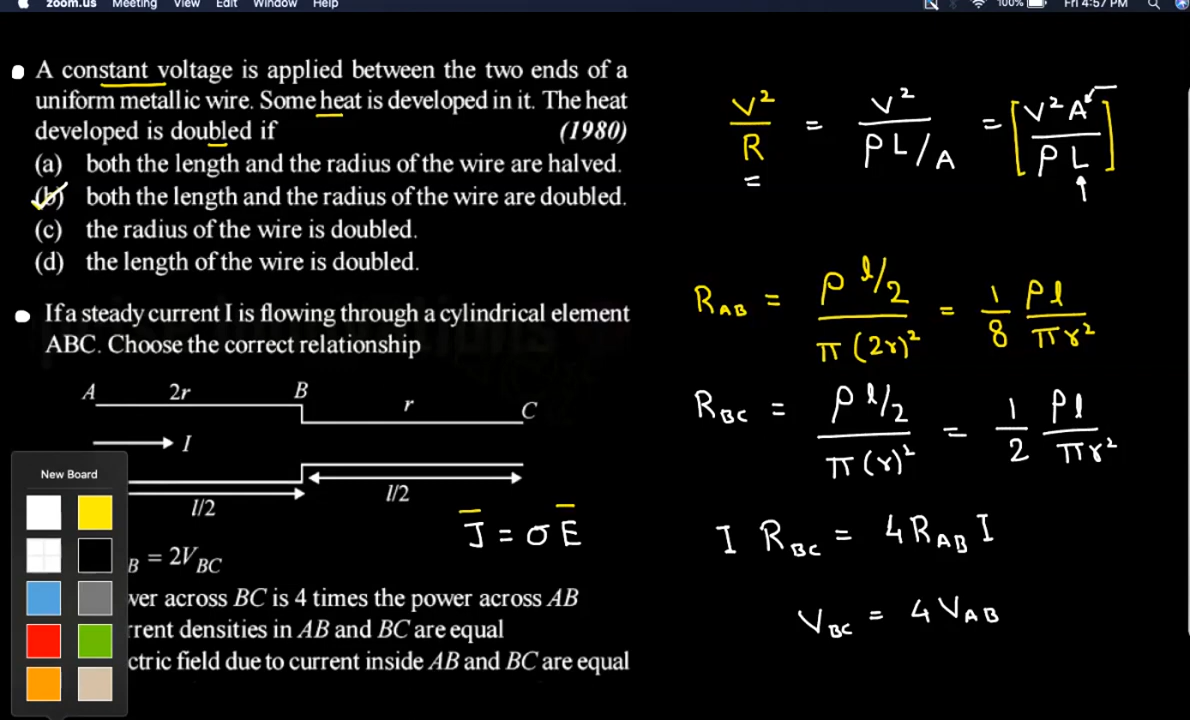 zoom.us Meeting View Edit Window Help 100% Fri 4:57 PM
A constant voltage is applied between the two ends of a
uniform metallic wire. Some heat is developed in it. The heat
developed is doubled if (1980)
(a) both the length and the radius of the wire are halved.
(b) both the length and the radius of the wire are doubled.
(c) the radius of the wire is doubled.
(d) the length of the wire is doubled.
If a steady current I is flowing through a cylindrical element
ABC. Choose the correct relationship
A 2r B r C
I
l/2 l/2
New Board
B = 2V_BC
ver across BC is 4 times the power across AB
rrent densities in AB and BC are equal
ctric field due to current inside AB and BC are equal
J̅ = σ E̅
V²/R = V²/(ρL/A) = [V²A/ρL]
R_AB = (ρ l/2)/(π(2r)²) = 1/8 ρl/πr²
R_BC = (ρ l/2)/(π(r)²) = 1/2 ρl/πr²
I R_BC = 4R_AB I
V_BC = 4V_AB